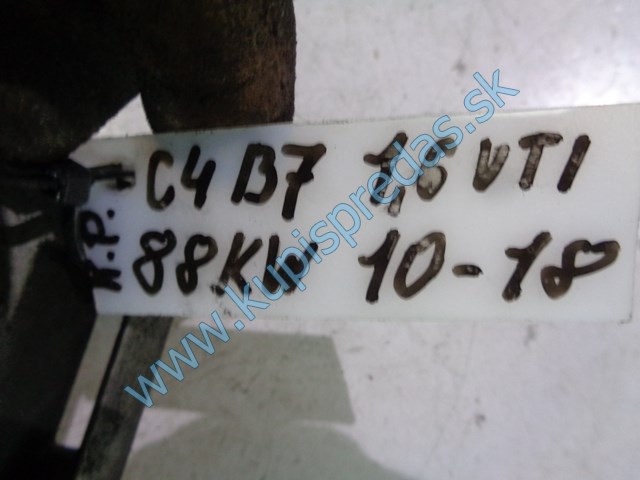 C4 B7 1,6 VTI
88KW 10-18
R.P.
www.kupispredas.sk